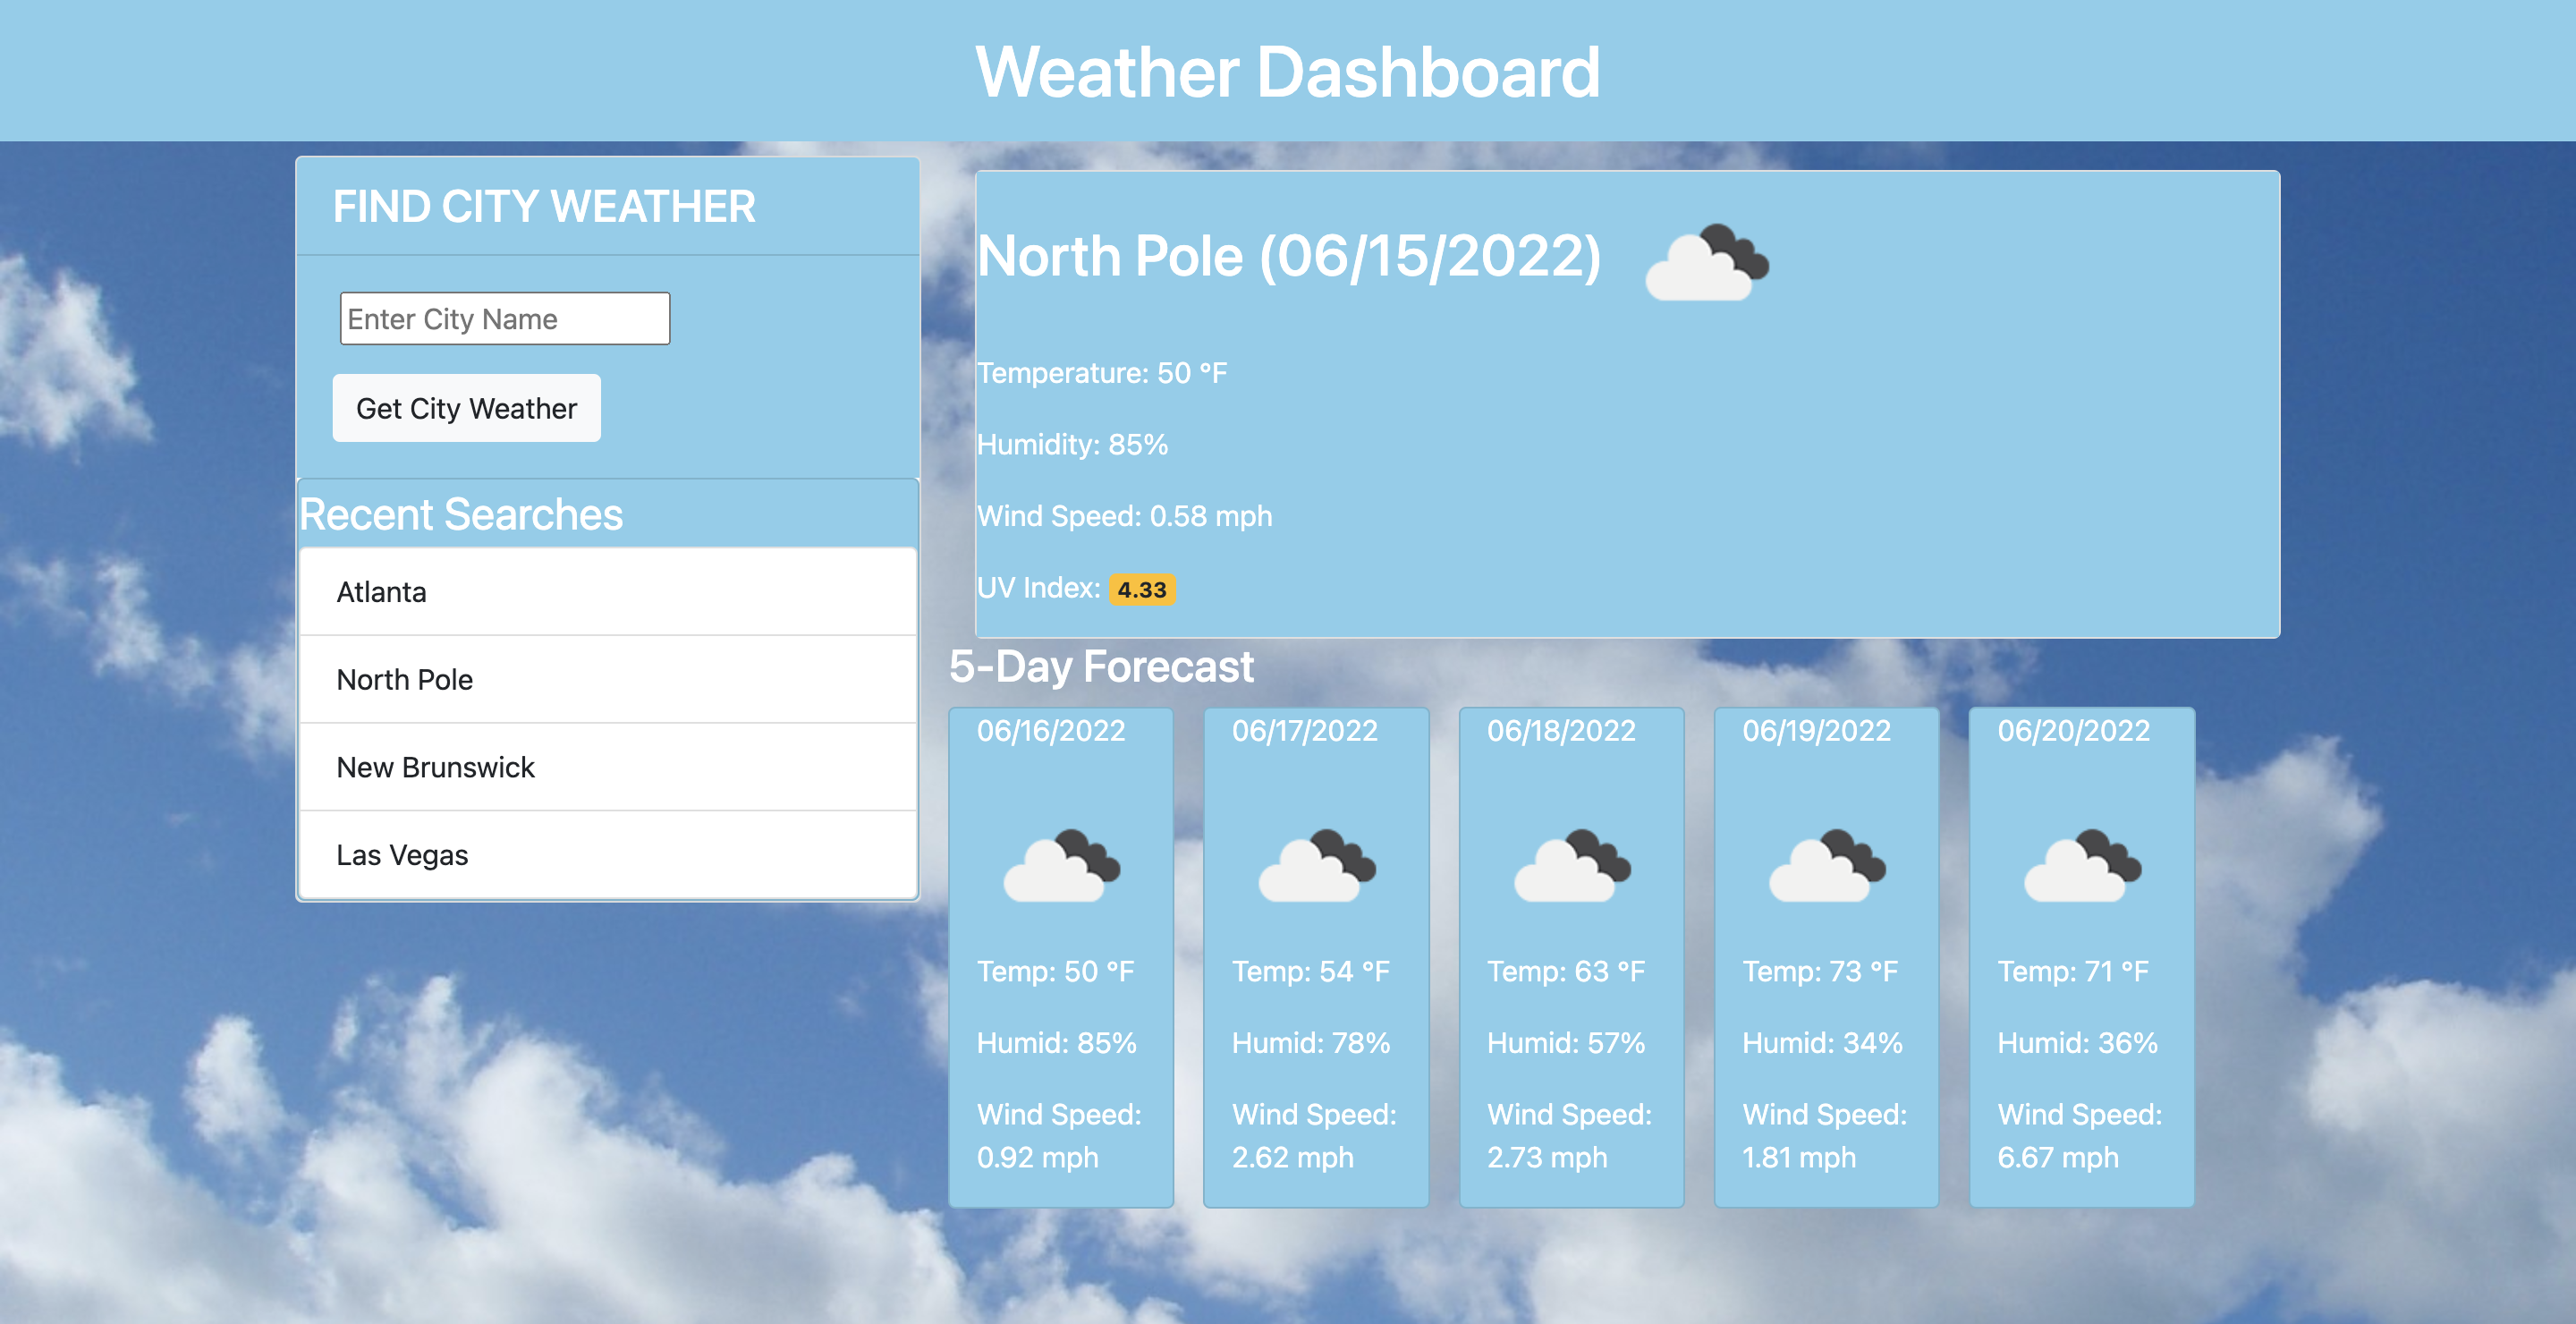 Weather Dashboard
FIND CITY WEATHER
Enter City Name
Get City Weather
Recent Searches
Atlanta
North Pole
New Brunswick
Las Vegas
North Pole (06/15/2022)
Temperature: 50 °F
Humidity: 85%
Wind Speed: 0.58 mph
UV Index: 4.33
5-Day Forecast
06/16/2022
Temp: 50 °F
Humid: 85%
Wind Speed:
0.92 mph
06/17/2022
Temp: 54 °F
Humid: 78%
Wind Speed:
2.62 mph
06/18/2022
Temp: 63 °F
Humid: 57%
Wind Speed:
2.73 mph
06/19/2022
Temp: 73 °F
Humid: 34%
Wind Speed:
1.81 mph
06/20/2022
Temp: 71 °F
Humid: 36%
Wind Speed:
6.67 mph